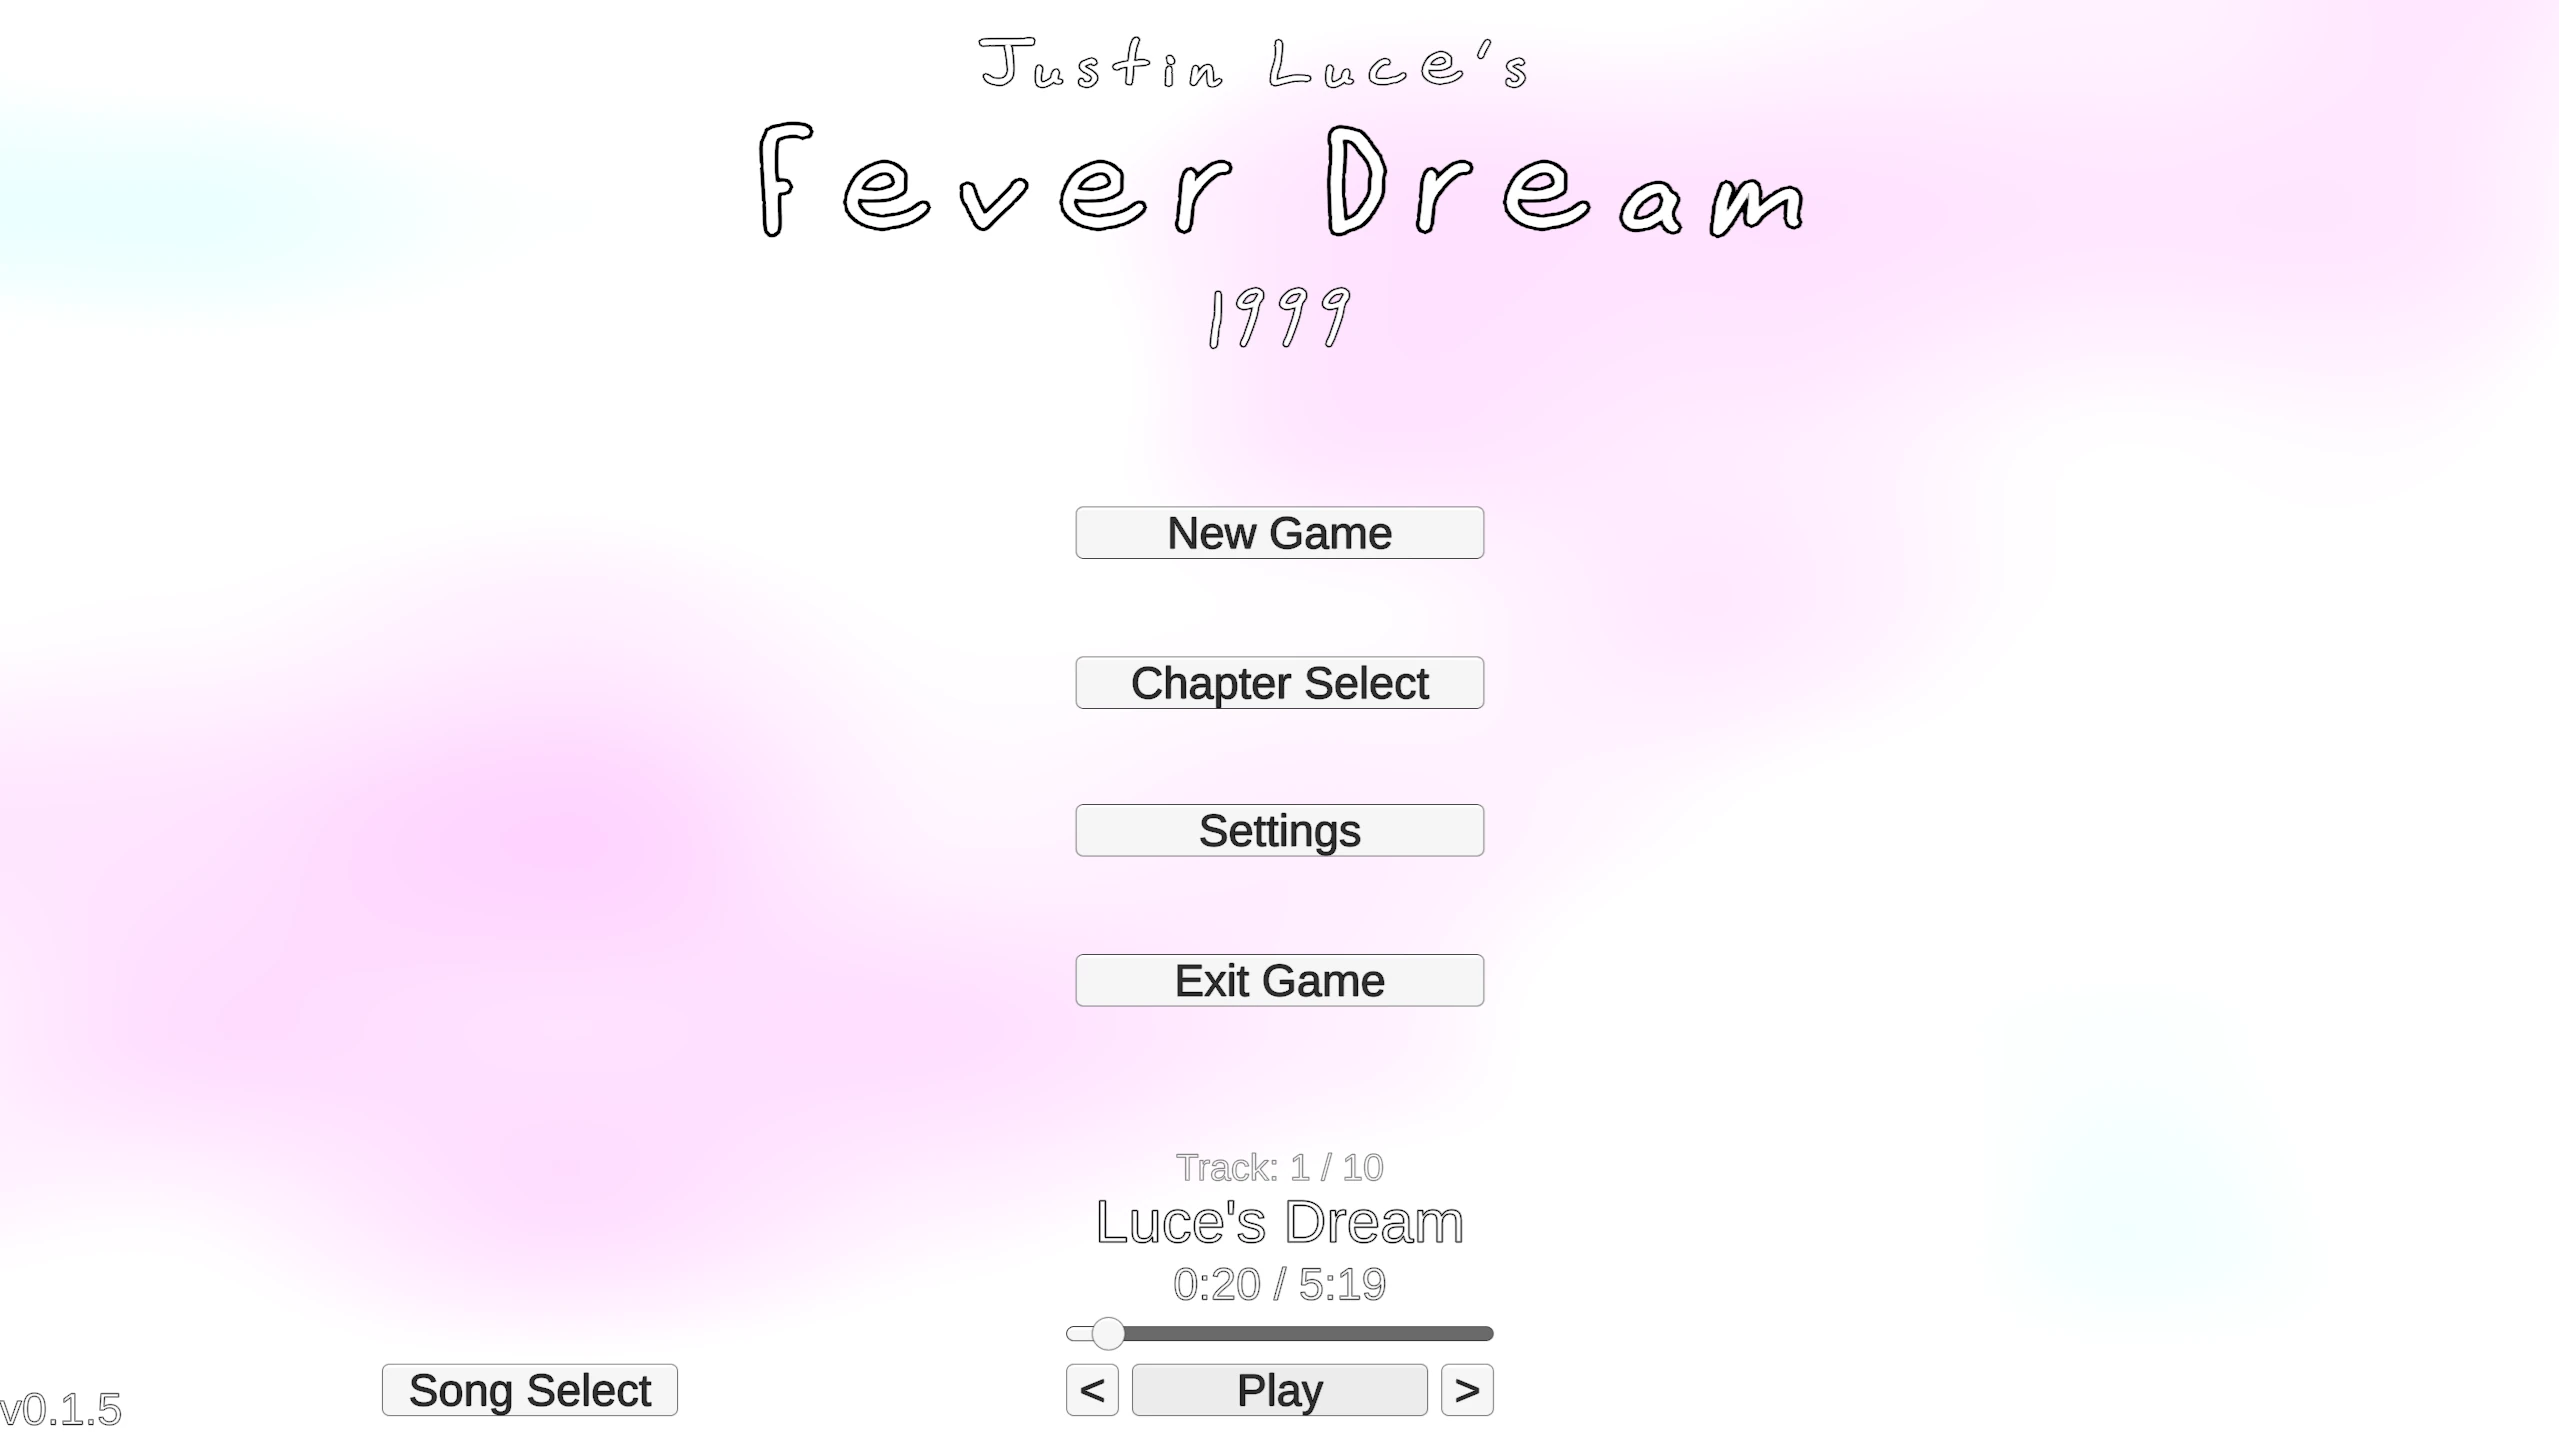 Justin Luce's
Fever Dream
1999
New Game
Chapter Select
Settings
Exit Game
Track: 1 / 10
Luce's Dream
0:20 / 5:19
Song Select
< Play >
v0.1.5